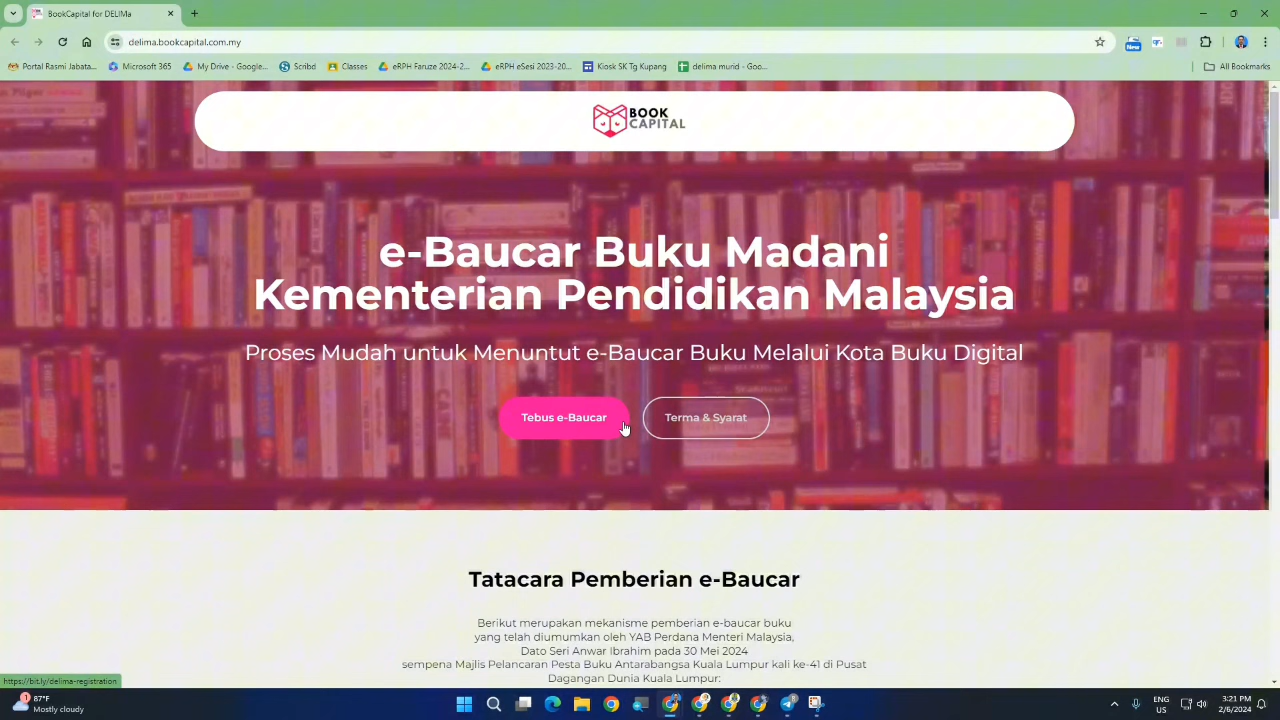 BookCapital for DELiMa
delima.bookcapital.com.my
Portal Rasmi Jabata...
Microsoft 365
My Drive - Google...
Scribd
Classes
eRPH Faruze 2024-2...
eRPH eSesi 2023-20...
Kiosk SK Tg Kupang
delima murid - Goo...
All Bookmarks
New
BOOK
CAPITAL
e-Baucar Buku Madani
Kementerian Pendidikan Malaysia
Proses Mudah untuk Menuntut e-Baucar Buku Melalui Kota Buku Digital
Tebus e-Baucar
Terma & Syarat
Tatacara Pemberian e-Baucar
Berikut merupakan mekanisme pemberian e-baucar buku
yang telah diumumkan oleh YAB Perdana Menteri Malaysia,
Dato Seri Anwar Ibrahim pada 30 Mei 2024
sempena Majlis Pelancaran Pesta Buku Antarabangsa Kuala Lumpur kali ke-41 di Pusat
Dagangan Dunia Kuala Lumpur:
https://bit.ly/delima-registration
1
87°F
Mostly cloudy
ENG
US
3:21 PM
2/6/2024